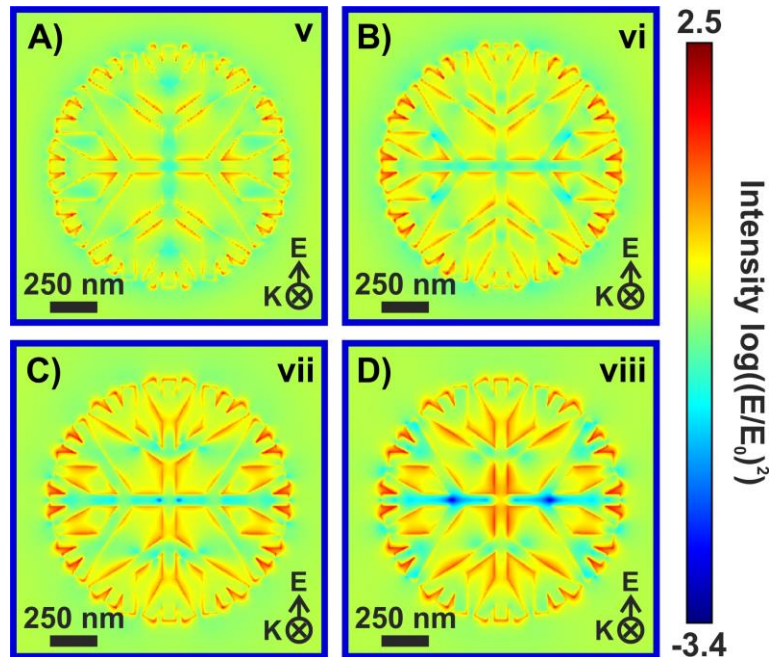 A) v
E
K
250 nm
B) vi
E
K
250 nm
C) vii
E
K
250 nm
D) viii
E
K
250 nm
2.5
Intensity log((E/E₀)²)
-3.4